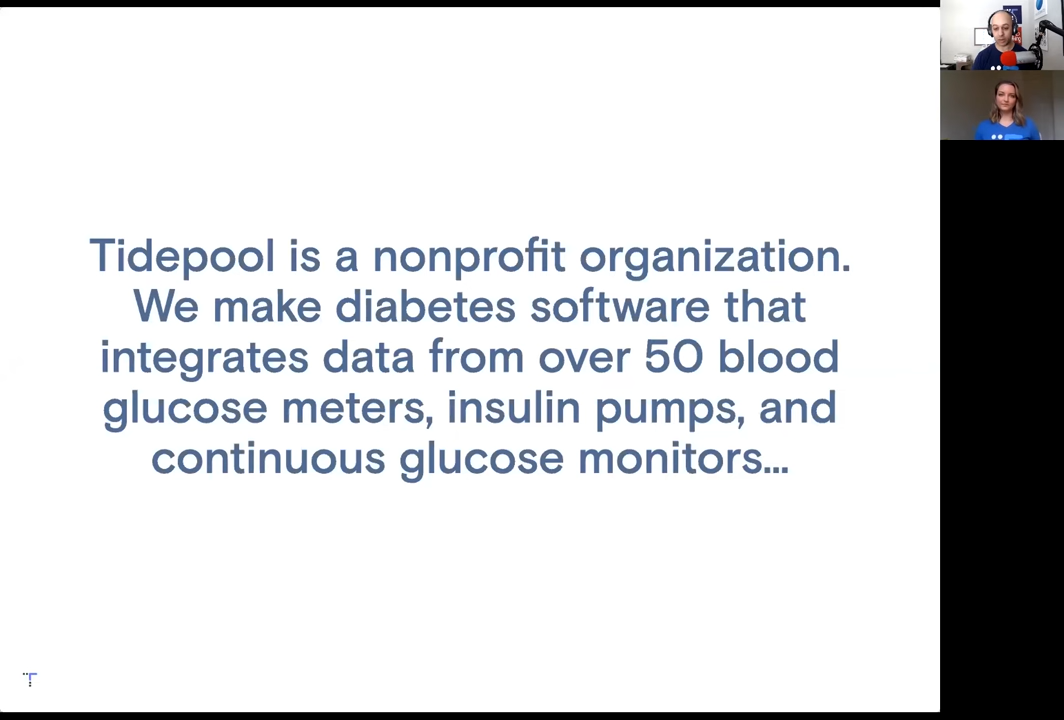 Tidepool is a nonprofit organization.
We make diabetes software that
integrates data from over 50 blood
glucose meters, insulin pumps, and
continuous glucose monitors...